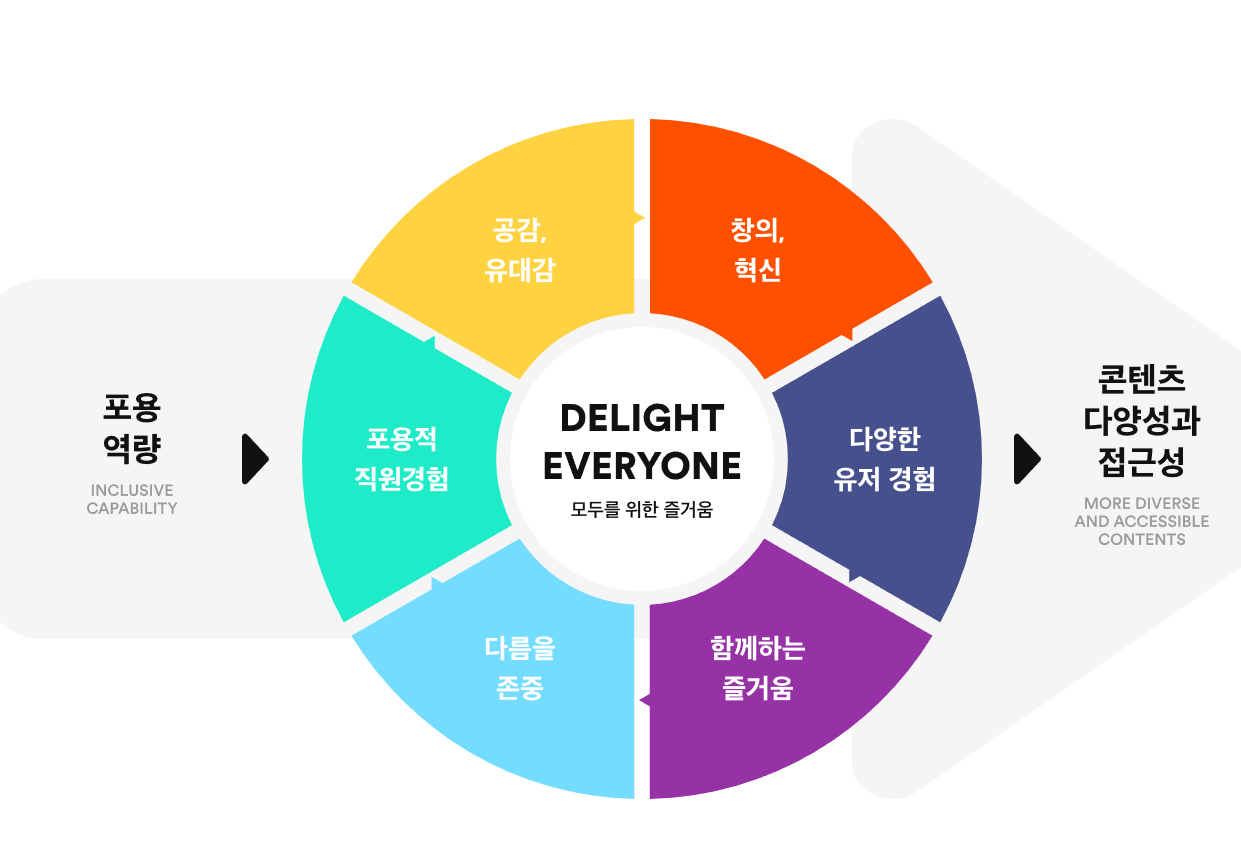 포용
역량
INCLUSIVE
CAPABILITY
공감,
유대감
창의,
혁신
포용적
직원경험
DELIGHT
EVERYONE
모두를 위한 즐거움
다양한
유저 경험
다름을
존중
함께하는
즐거움
콘텐츠
다양성과
접근성
MORE DIVERSE
AND ACCESSIBLE
CONTENTS